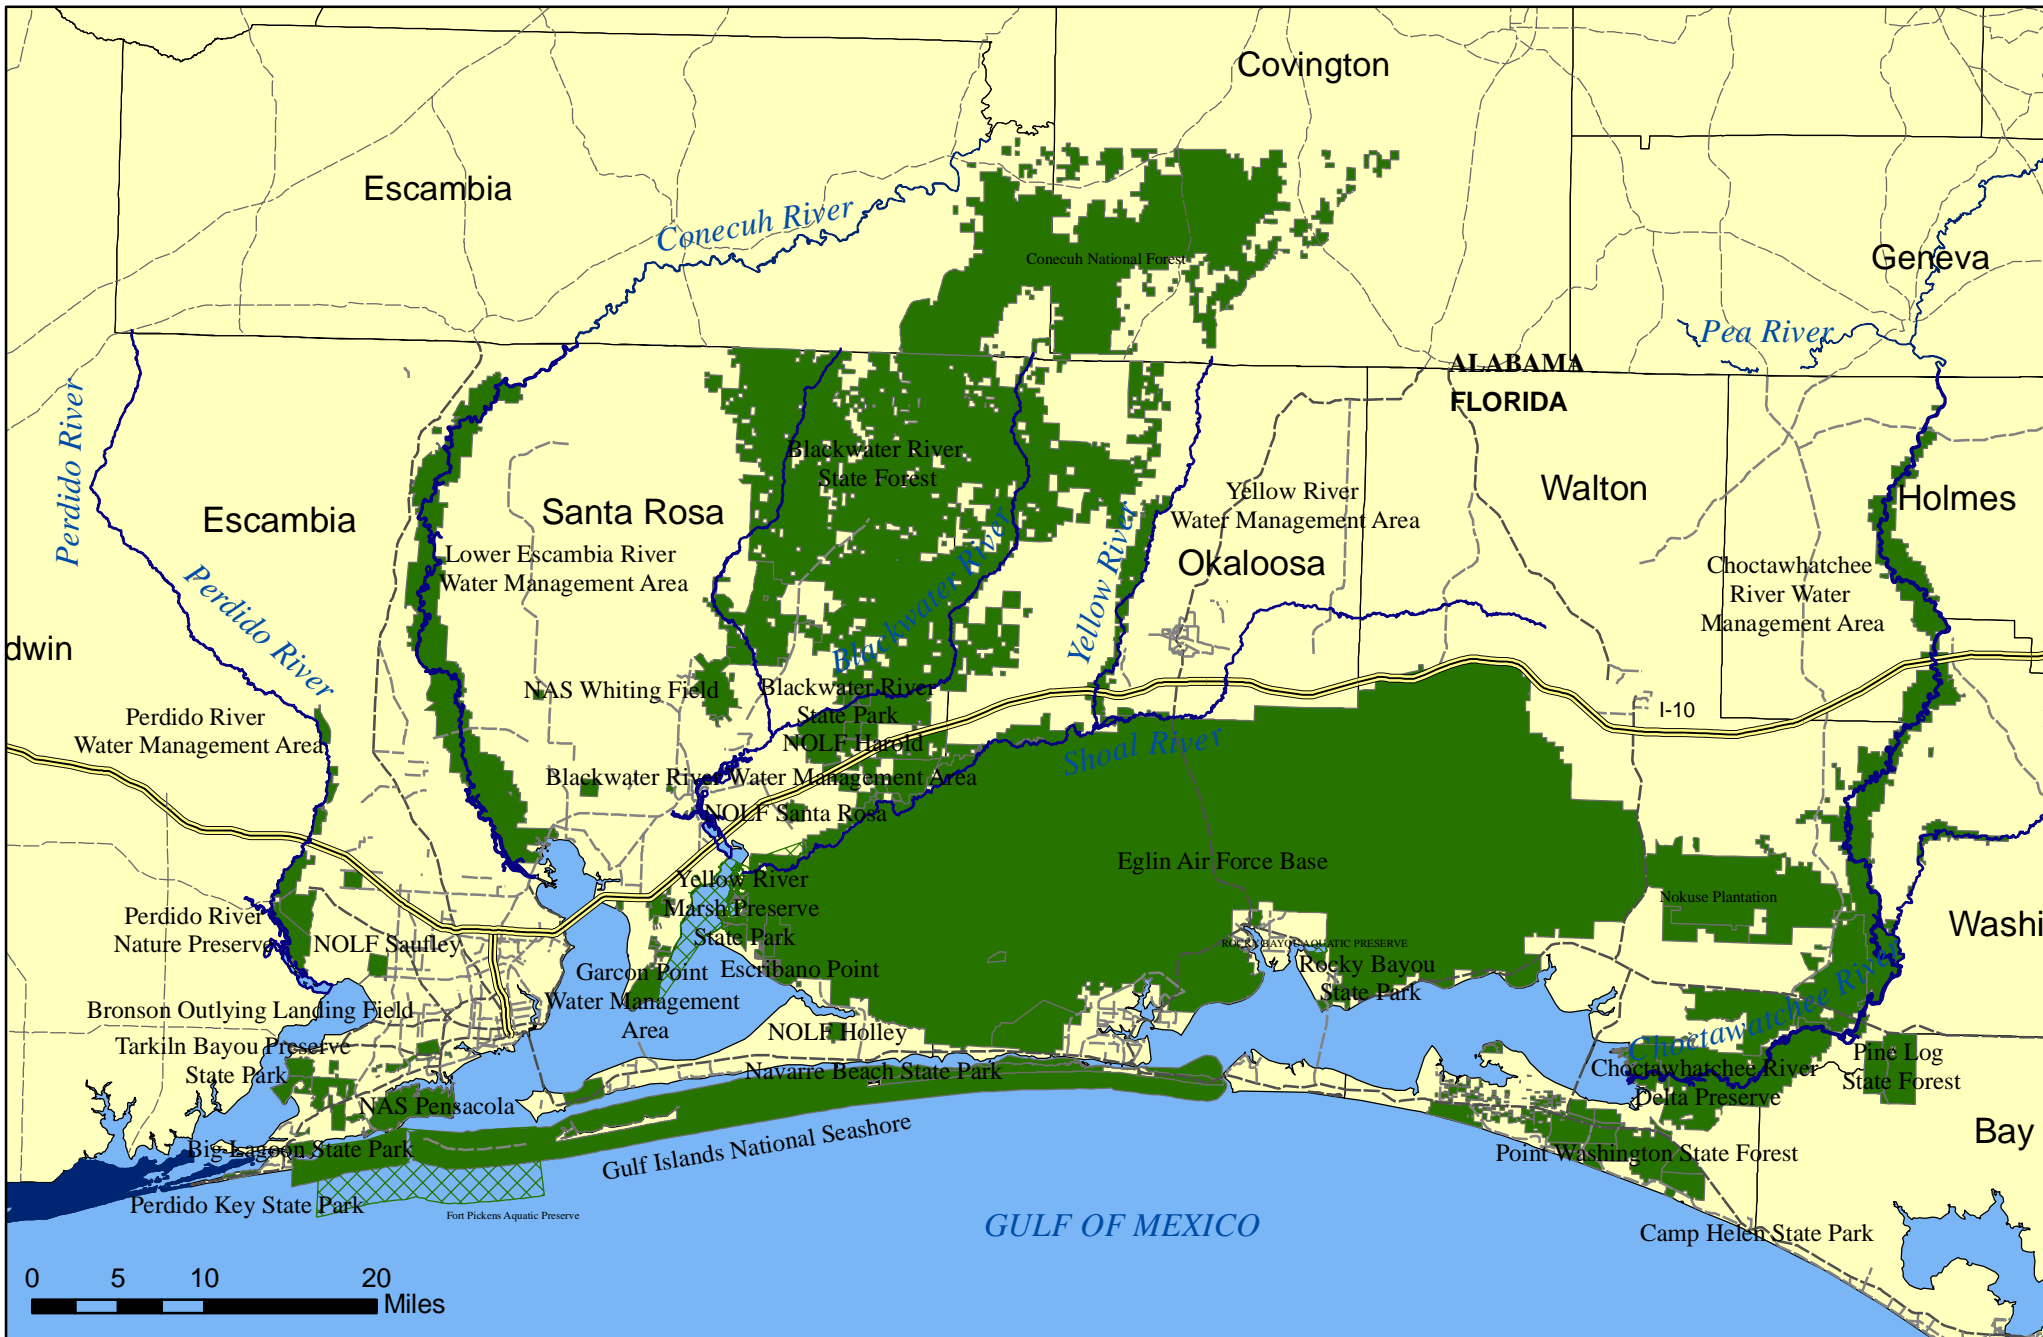 Covington
Escambia
Conecuh River
Conecuh National Forest
Geneva
Pea River
ALABAMA
FLORIDA
Perdido River
Blackwater River
State Forest
Yellow River
Water Management Area
Walton
Holmes
Escambia
Santa Rosa
Lower Escambia River
Water Management Area
Okaloosa
Choctawhatchee
River Water
Management Area
Perdido River
Blackwater River
Yellow River
dwin
NAS Whiting Field
Blackwater River
State Park
NOLF Harold
I-10
Perdido River
Water Management Area
Shoal River
Blackwater River Water Management Area
NOLF Santa Rosa
Eglin Air Force Base
Yellow River
Marsh Preserve
State Park
Nokuse Plantation
Perdido River
Nature Preserve
NOLF Saufley
Washi
ROCKY BAYOU AQUATIC PRESERVE
Garcon Point
Water Management
Area
Escribano Point
Rocky Bayou
State Park
Bronson Outlying Landing Field
NOLF Holley
Choctawatchee River
Tarkiln Bayou Preserve
State Park
Navarre Beach State Park
Choctawhatchee River
Delta Preserve
Pine Log
State Forest
NAS Pensacola
Big Lagoon State Park
Gulf Islands National Seashore
Point Washington State Forest
Bay
Perdido Key State Park
Fort Pickens Aquatic Preserve
GULF OF MEXICO
Camp Helen State Park
0 5 10 20
Miles